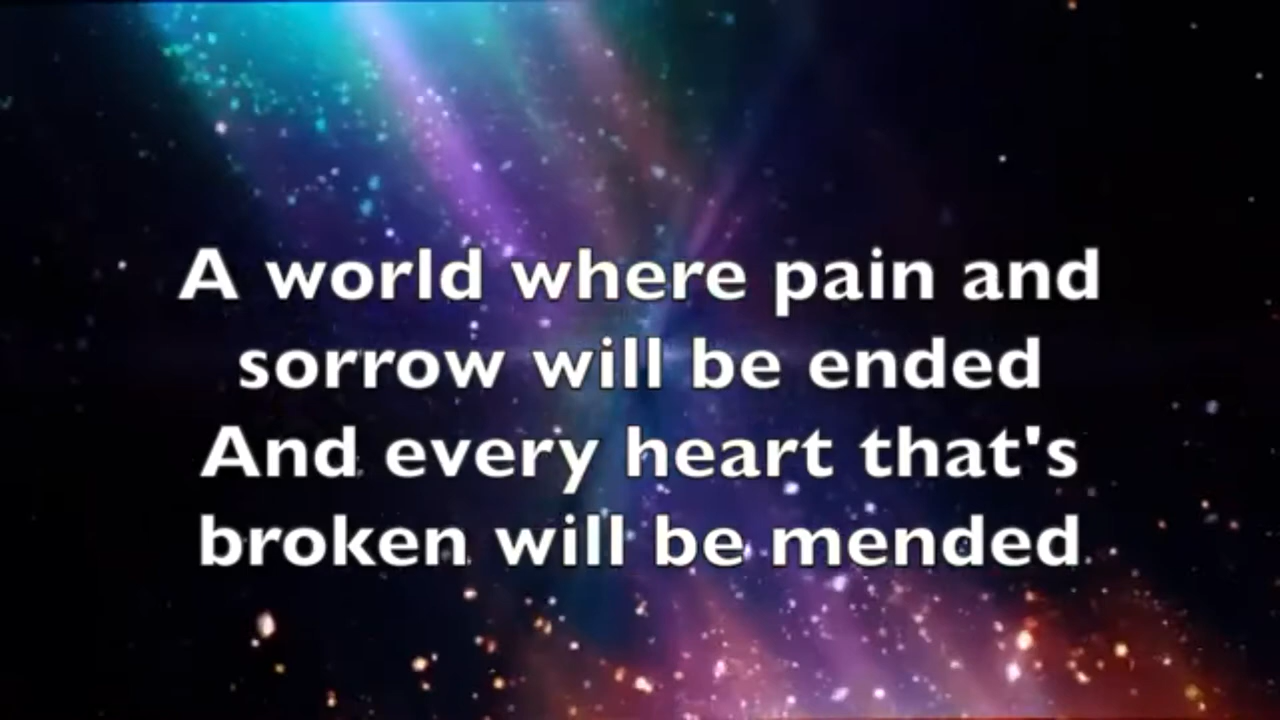 A world where pain and
sorrow will be ended
And every heart that's
broken will be mended